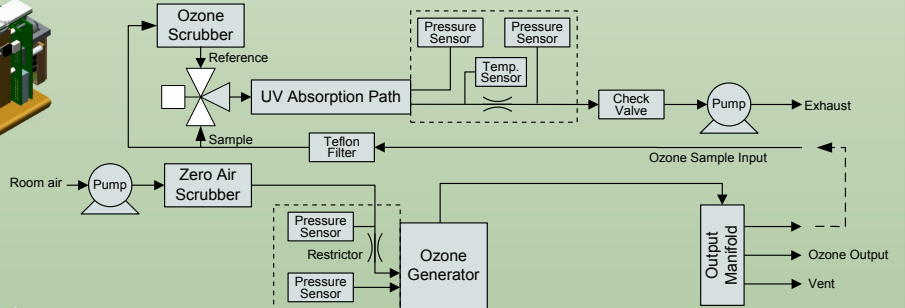 Ozone
Scrubber
Reference
Pressure
Sensor
Pressure
Sensor
Temp.
Sensor
UV Absorption Path
Check
Valve
Pump
Exhaust
Sample
Teflon
Filter
Ozone Sample Input
Room air
Pump
Zero Air
Scrubber
Pressure
Sensor
Restrictor
Pressure
Sensor
Ozone
Generator
Output
Manifold
Ozone Output
Vent